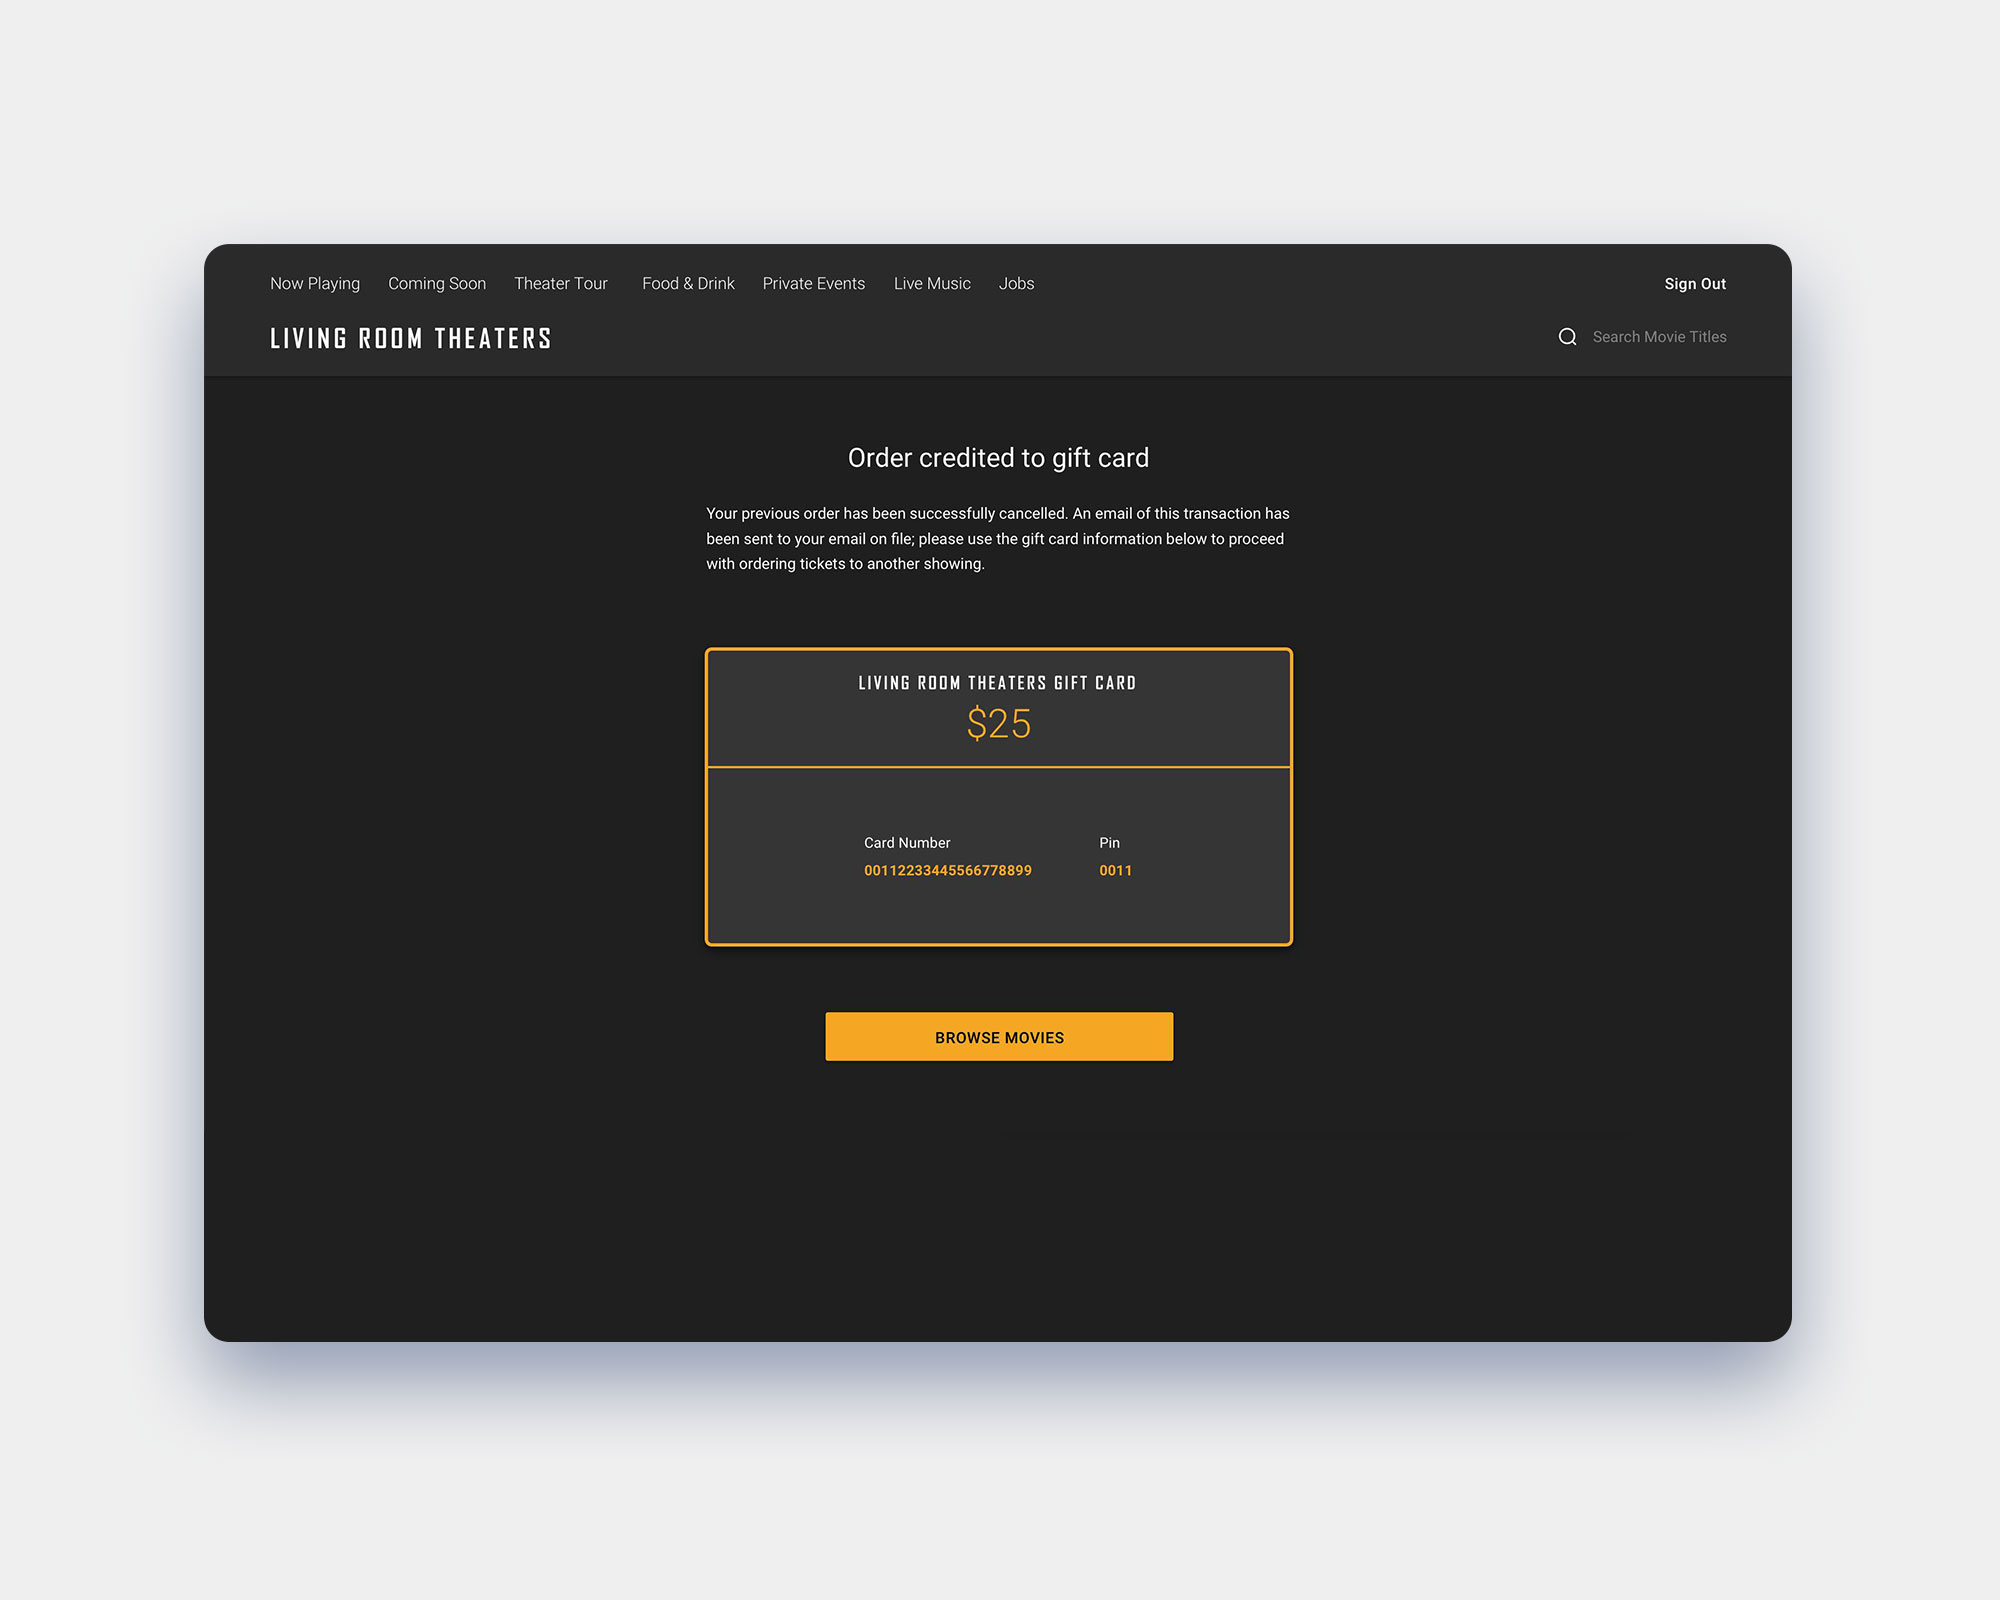 Now Playing Coming Soon Theater Tour Food & Drink Private Events Live Music Jobs Sign Out
LIVING ROOM THEATERS Search Movie Titles
Order credited to gift card
Your previous order has been successfully cancelled. An email of this transaction has
been sent to your email on file; please use the gift card information below to proceed
with ordering tickets to another showing.
LIVING ROOM THEATERS GIFT CARD
$25
Card Number Pin
00112233445566778899 0011
BROWSE MOVIES